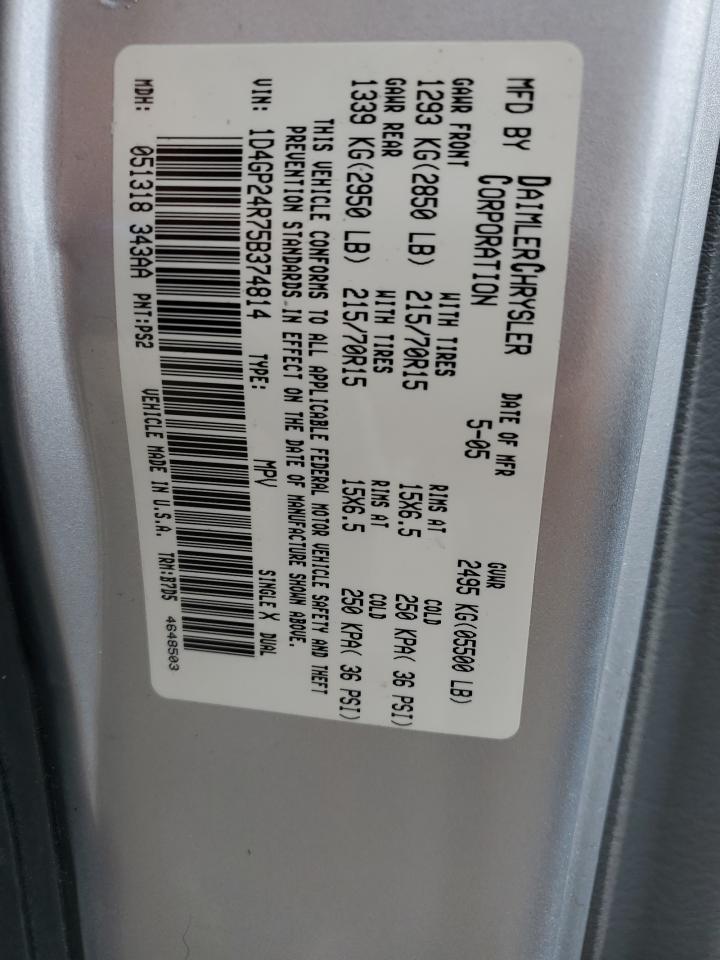 MFD BY DAIMLERCHRYSLER CORPORATION DATE OF MFR 5-05 GVWR 2495 KG(05500 LB)
GAWR FRONT WITH TIRES RIMS AT COLD
1293 KG(2850 LB) 215/70R15 15X6.5 250 KPA( 36 PSI)
GAWR REAR WITH TIRES RIMS AT COLD
1339 KG(2950 LB) 215/70R15 15X6.5 250 KPA( 36 PSI)
THIS VEHICLE CONFORMS TO ALL APPLICABLE FEDERAL MOTOR VEHICLE SAFETY AND THEFT
PREVENTION STANDARDS IN EFFECT ON THE DATE OF MANUFACTURE SHOWN ABOVE.
VIN: 1D4GP24R75B374814 TYPE: MPV SINGLE X DUAL
MDH: 051318 343AA PNT:PS2 VEHICLE MADE IN U.S.A. TRM:B7D5 4648503